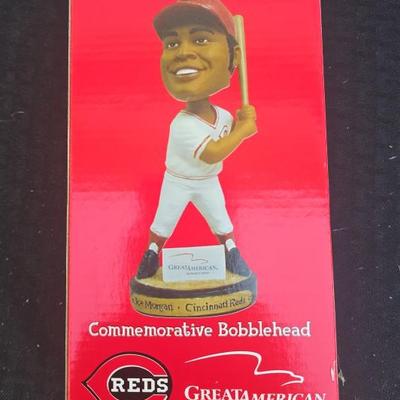 GREATAMERICAN
Joe Morgan · Cincinnati Reds
Commemorative Bobblehead
REDS
GREATAMERICAN